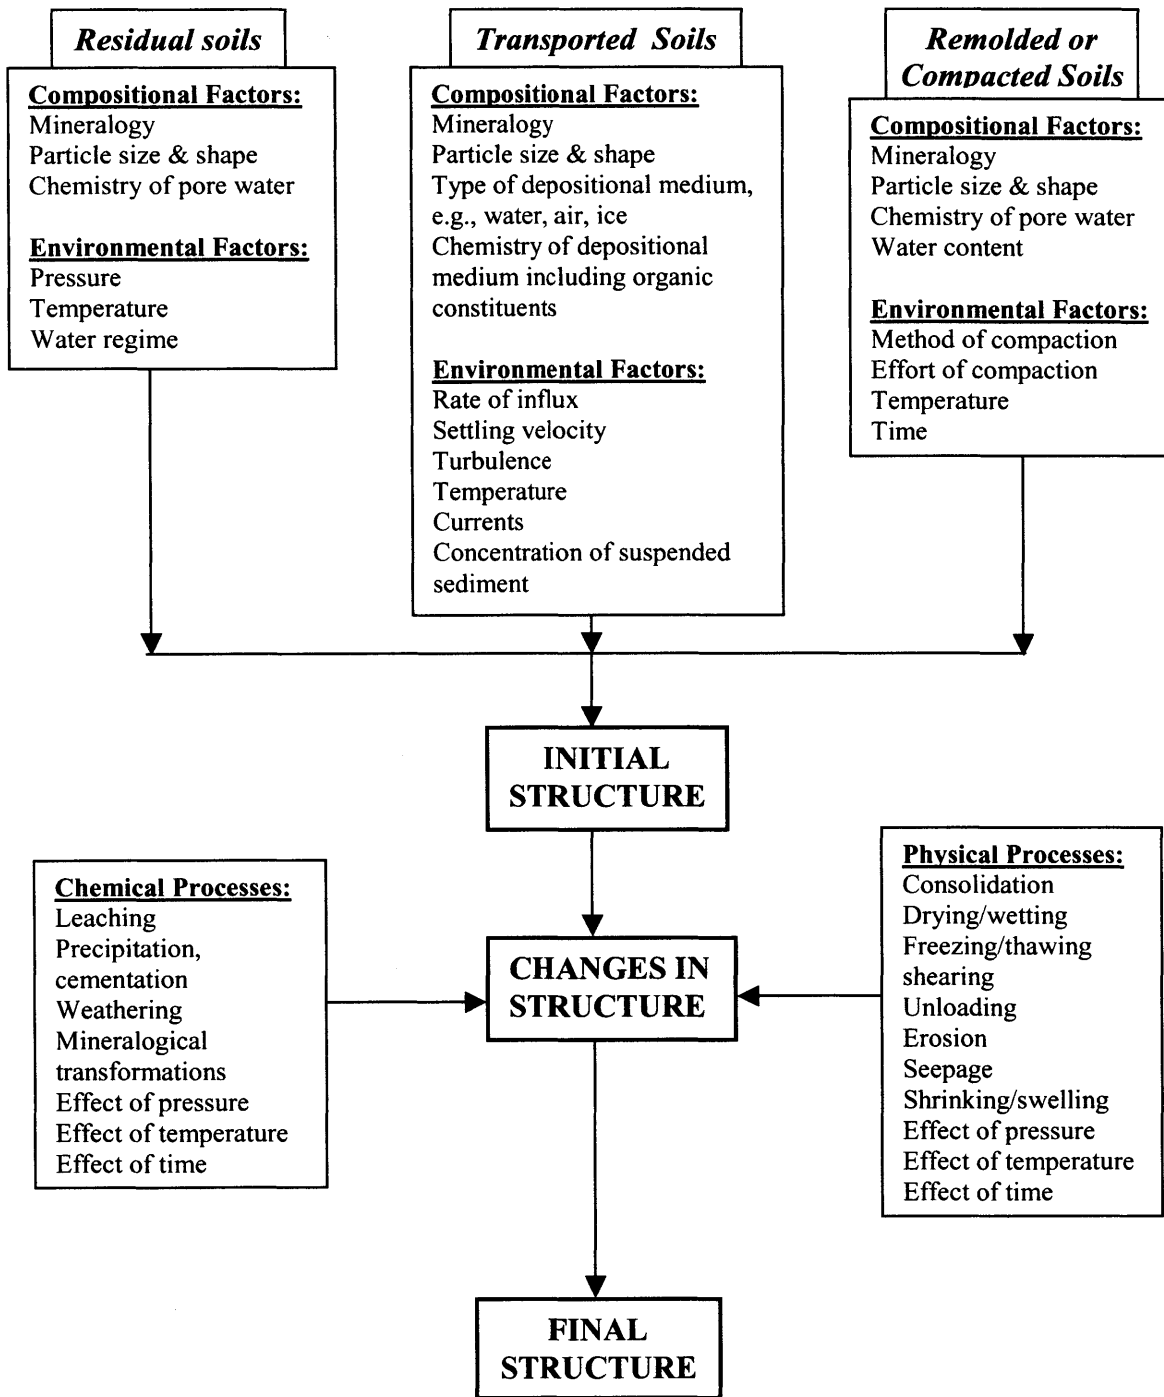 Residual soils
Compositional Factors:
Mineralogy
Particle size & shape
Chemistry of pore water
Environmental Factors:
Pressure
Temperature
Water regime
Transported Soils
Compositional Factors:
Mineralogy
Particle size & shape
Type of depositional medium,
e.g., water, air, ice
Chemistry of depositional
medium including organic
constituents
Environmental Factors:
Rate of influx
Settling velocity
Turbulence
Temperature
Currents
Concentration of suspended
sediment
Remolded or
Compacted Soils
Compositional Factors:
Mineralogy
Particle size & shape
Chemistry of pore water
Water content
Environmental Factors:
Method of compaction
Effort of compaction
Temperature
Time
INITIAL
STRUCTURE
Chemical Processes:
Leaching
Precipitation,
cementation
Weathering
Mineralogical
transformations
Effect of pressure
Effect of temperature
Effect of time
CHANGES IN
STRUCTURE
Physical Processes:
Consolidation
Drying/wetting
Freezing/thawing
shearing
Unloading
Erosion
Seepage
Shrinking/swelling
Effect of pressure
Effect of temperature
Effect of time
FINAL
STRUCTURE